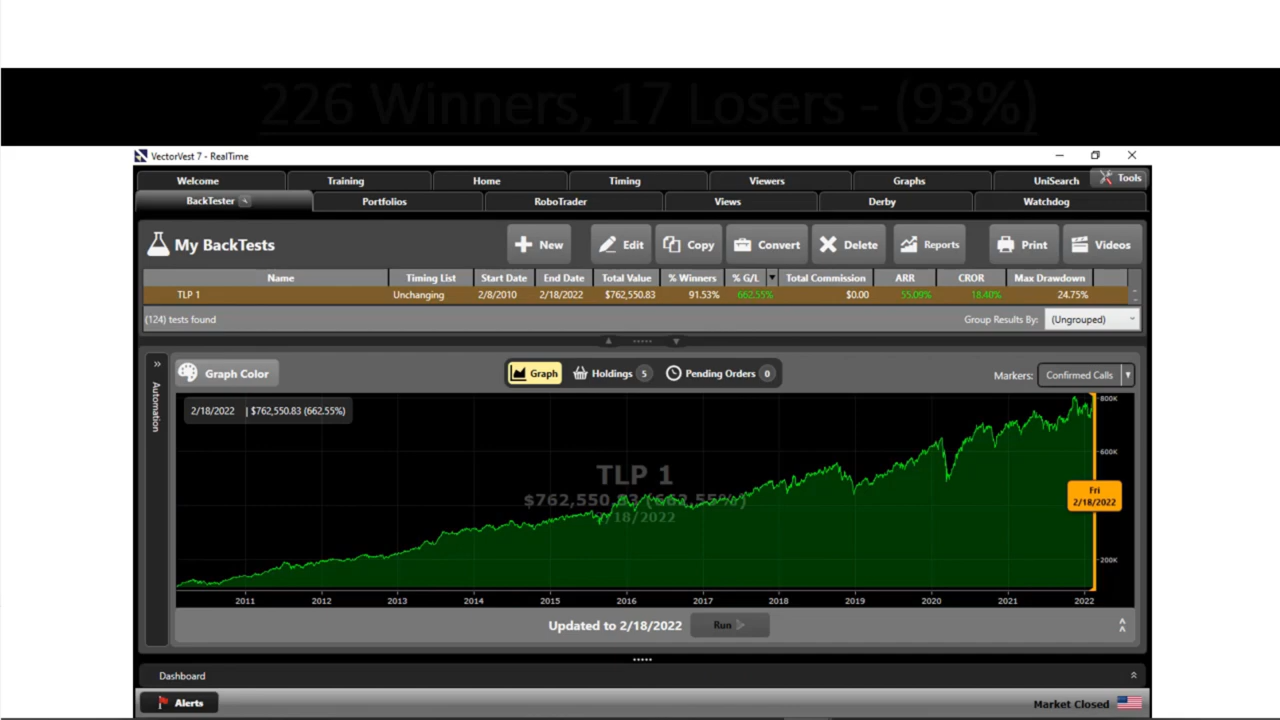 226 Winners, 17 Losers - (93%)
VectorVest 7 - RealTime
Welcome Training Home Timing Viewers Graphs UniSearch Tools
BackTester Portfolios RoboTrader Views Derby Watchdog
My BackTests New Edit Copy Convert Delete Reports Print Videos
Name Timing List Start Date End Date Total Value % Winners % G/L Total Commission ARR CROR Max Drawdown
TLP 1 Unchanging 2/8/2010 2/18/2022 $762,550.83 91.53% 662.55% $0.00 55.09% 18.40% 24.75%
(124) tests found Group Results By: (Ungrouped)
Automation
Graph Color Graph Holdings 5 Pending Orders 0 Markers: Confirmed Calls
2/18/2022 | $762,550.83 (662.55%)
800K
600K
200K
TLP 1
$762,550.83 (662.55%)
2/18/2022
Fri
2/18/2022
2011 2012 2013 2014 2015 2016 2017 2018 2019 2020 2021 2022
Updated to 2/18/2022 Run
Dashboard
Alerts Market Closed